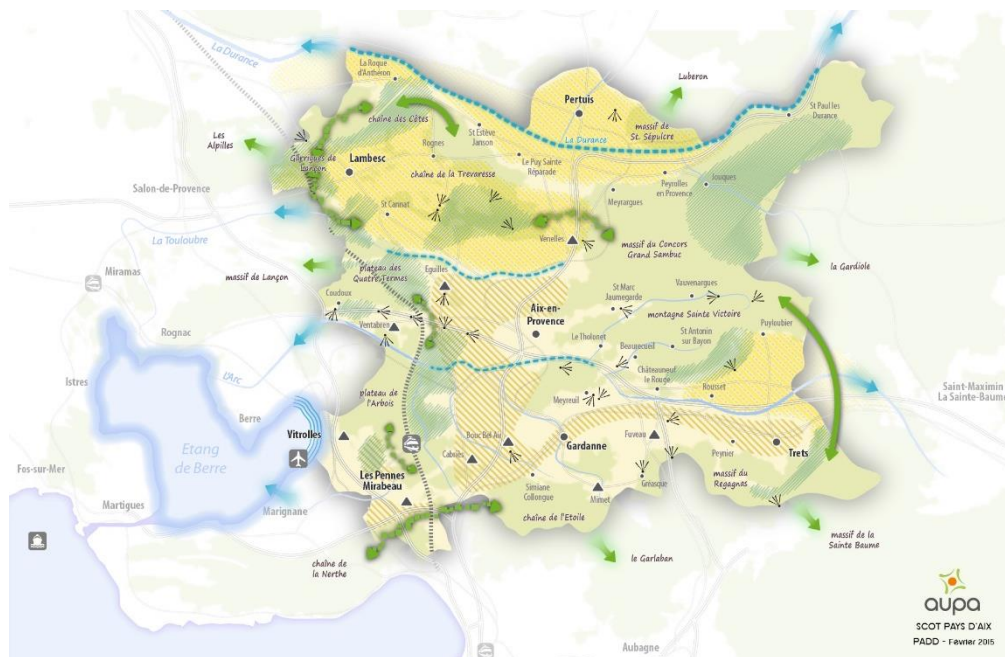 La Durance
La Roque
d'Anthéron
chaîne des Côtes
Les
Alpilles
Garrigues de
Lançon
Lambesc
Rognes
St Estève
Janson
Le Puy Sainte
Réparade
Pertuis
La Durance
massif de
St. Sépulcre
Luberon
St Paul les
Durance
chaîne de la Trevaresse
Meyrargues
Peyrolles
en Provence
Jouques
Salon-de-Provence
St Cannat
Venelles
massif du Concors
Grand Sambuc
La Touloubre
la Gardiole
Miramas
massif de Lançon
plateau des
Quatre Termes
Eguilles
Coudoux
Ventabren
Aix-en-
Provence
St Marc
Jaumegarde
Vauvenargues
montagne Sainte Victoire
Rognac
Le Tholonet
Beaurecueil
St Antonin
sur Bayon
Puyloubier
Châteauneuf
le Rouge
Rousset
Istres
L'Arc
Berre
plateau
de l'Arbois
Saint-Maximin
La Sainte-Baume
Meyreuil
Etang
de Berre
Vitrolles
Bouc Bel Air
Cabriès
Gardanne
Fuveau
Peynier
Trets
Fos-sur-Mer
Les Pennes
Mirabeau
Simiane
Collongue
Mimet
Gréasque
massif du
Regagnas
Martigues
Marignane
chaîne de l'Etoile
massif de la
Sainte Baume
chaîne de
la Nerthe
le Garlaban
Aubagne
aupa
SCOT PAYS D'AIX
PADD - Février 2015